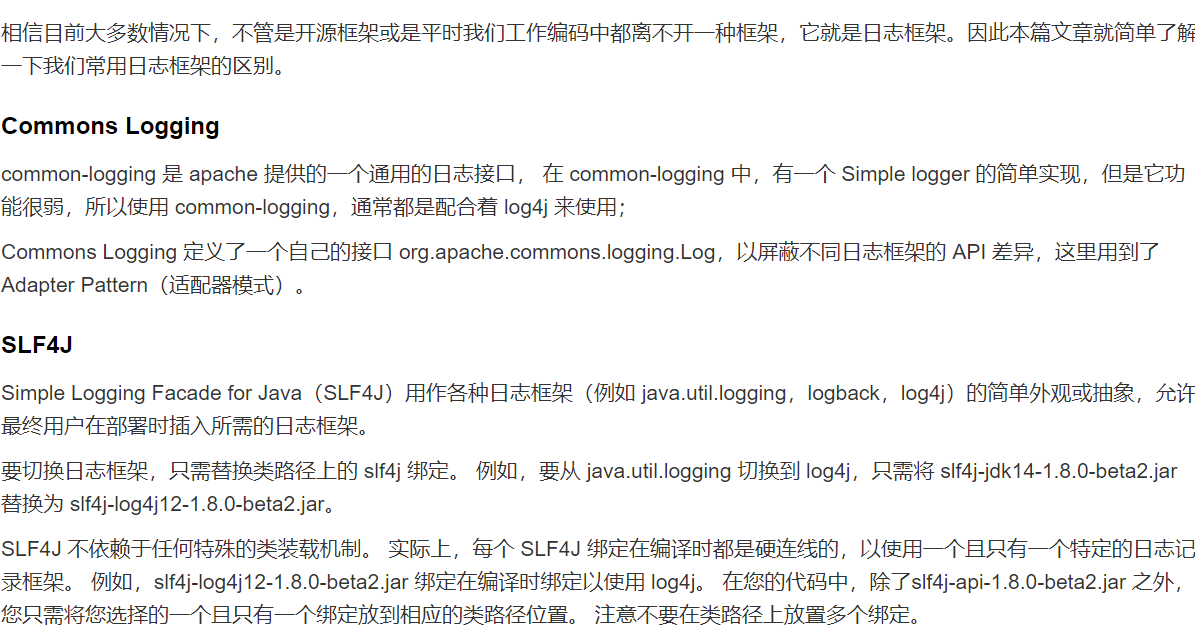 相信目前大多数情况下，不管是开源框架或是平时我们工作编码中都离不开一种框架，它就是日志框架。因此本篇文章就简单了解
一下我们常用日志框架的区别。
Commons Logging
common-logging 是 apache 提供的一个通用的日志接口， 在 common-logging 中，有一个 Simple logger 的简单实现，但是它功
能很弱，所以使用 common-logging，通常都是配合着 log4j 来使用；
Commons Logging 定义了一个自己的接口 org.apache.commons.logging.Log，以屏蔽不同日志框架的 API 差异，这里用到了
Adapter Pattern（适配器模式）。
SLF4J
Simple Logging Facade for Java（SLF4J）用作各种日志框架（例如 java.util.logging，logback，log4j）的简单外观或抽象，允许
最终用户在部署时插入所需的日志框架。
要切换日志框架，只需替换类路径上的 slf4j 绑定。 例如，要从 java.util.logging 切换到 log4j，只需将 slf4j-jdk14-1.8.0-beta2.jar
替换为 slf4j-log4j12-1.8.0-beta2.jar。
SLF4J 不依赖于任何特殊的类装载机制。 实际上，每个 SLF4J 绑定在编译时都是硬连线的，以使用一个且只有一个特定的日志记
录框架。 例如，slf4j-log4j12-1.8.0-beta2.jar 绑定在编译时绑定以使用 log4j。 在您的代码中，除了slf4j-api-1.8.0-beta2.jar 之外，
您只需将您选择的一个且只有一个绑定放到相应的类路径位置。 注意不要在类路径上放置多个绑定。